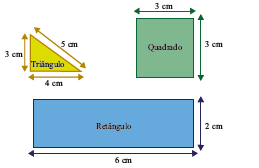 3 cm
5 cm
3 cm
Triângulo
4 cm
Quadrado
3 cm
Retângulo
2 cm
6 cm